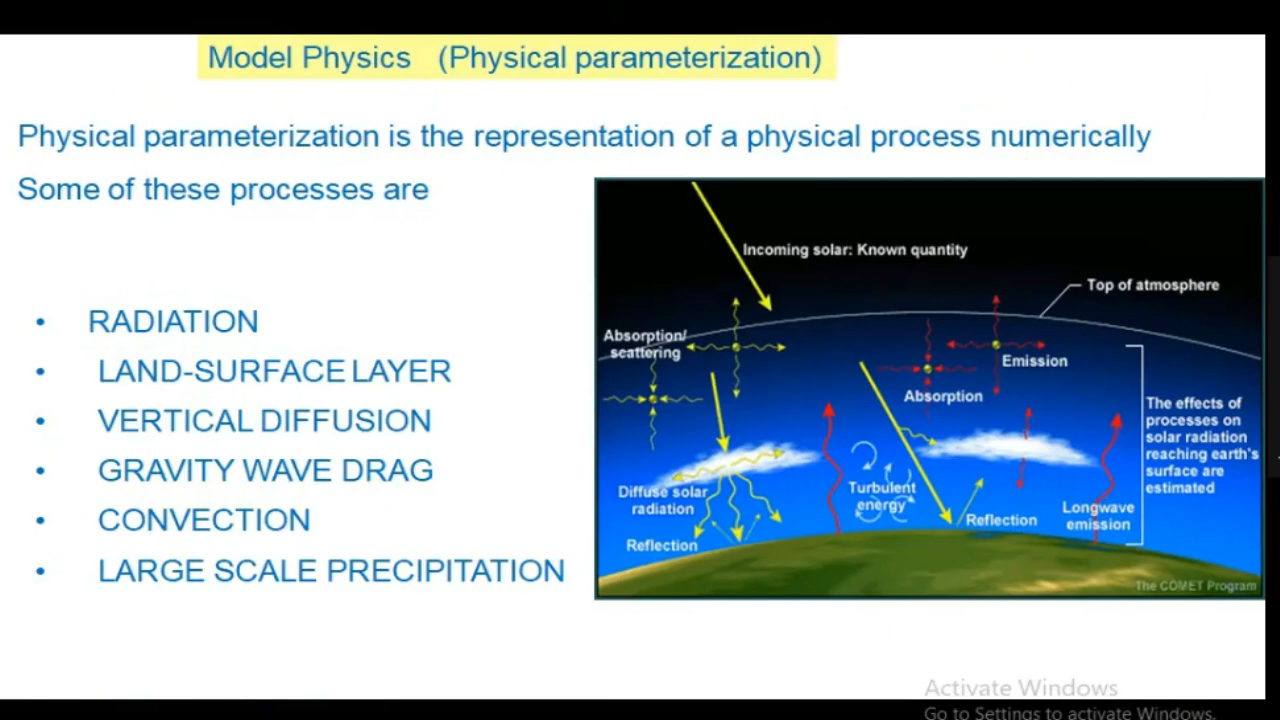 Model Physics (Physical parameterization)
Physical parameterization is the representation of a physical process numerically
Some of these processes are
• RADIATION
• LAND-SURFACE LAYER
• VERTICAL DIFFUSION
• GRAVITY WAVE DRAG
• CONVECTION
• LARGE SCALE PRECIPITATION
Incoming solar: Known quantity
Top of atmosphere
Absorption/
scattering
Emission
Absorption
The effects of
processes on
solar radiation
reaching earth's
surface are
estimated
Diffuse solar
radiation
Turbulent
energy
Longwave
emission
Reflection
Reflection
The COMET Program
Activate Windows
Go to Settings to activate Windows.